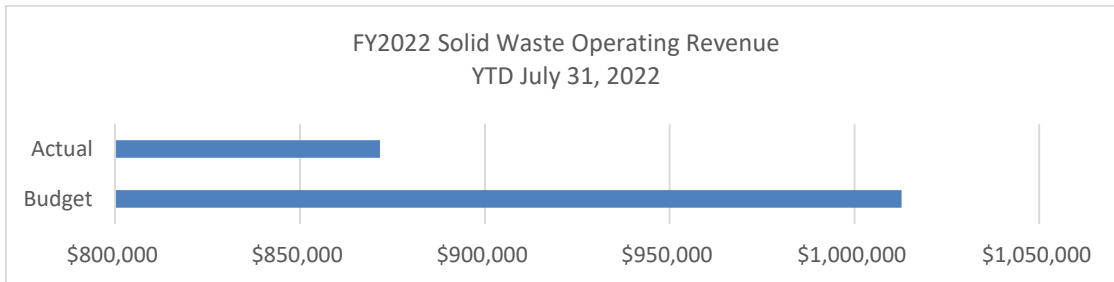 FY2022 Solid Waste Operating Revenue
YTD July 31, 2022
Actual
Budget
$800,000 $850,000 $900,000 $950,000 $1,000,000 $1,050,000